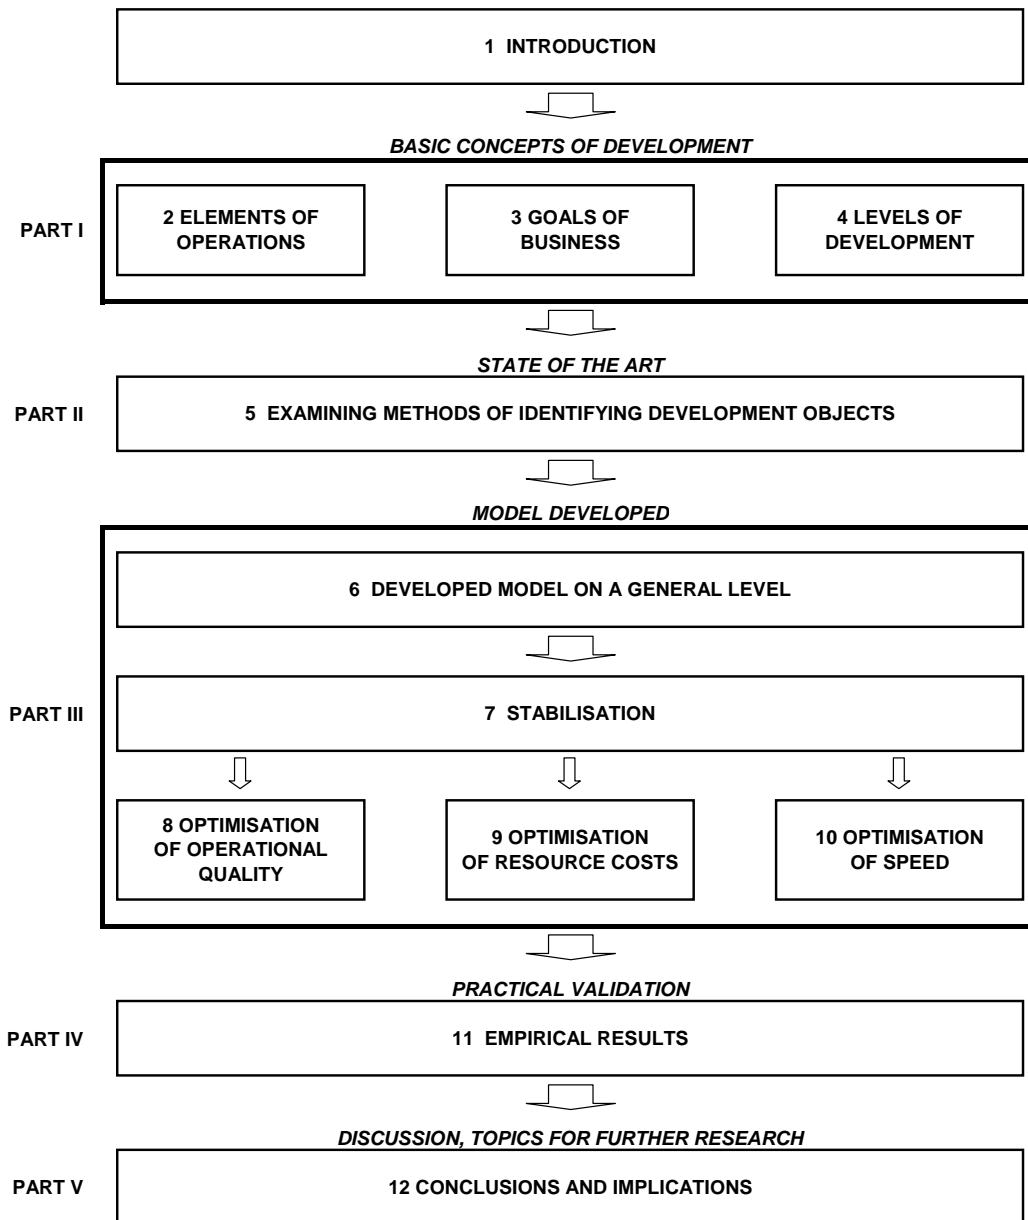 1 INTRODUCTION
BASIC CONCEPTS OF DEVELOPMENT
PART I
2 ELEMENTS OF
OPERATIONS
3 GOALS OF
BUSINESS
4 LEVELS OF
DEVELOPMENT
STATE OF THE ART
PART II
5 EXAMINING METHODS OF IDENTIFYING DEVELOPMENT OBJECTS
MODEL DEVELOPED
6 DEVELOPED MODEL ON A GENERAL LEVEL
PART III
7 STABILISATION
8 OPTIMISATION
OF OPERATIONAL
QUALITY
9 OPTIMISATION
OF RESOURCE COSTS
10 OPTIMISATION
OF SPEED
PRACTICAL VALIDATION
PART IV
11 EMPIRICAL RESULTS
DISCUSSION, TOPICS FOR FURTHER RESEARCH
PART V
12 CONCLUSIONS AND IMPLICATIONS